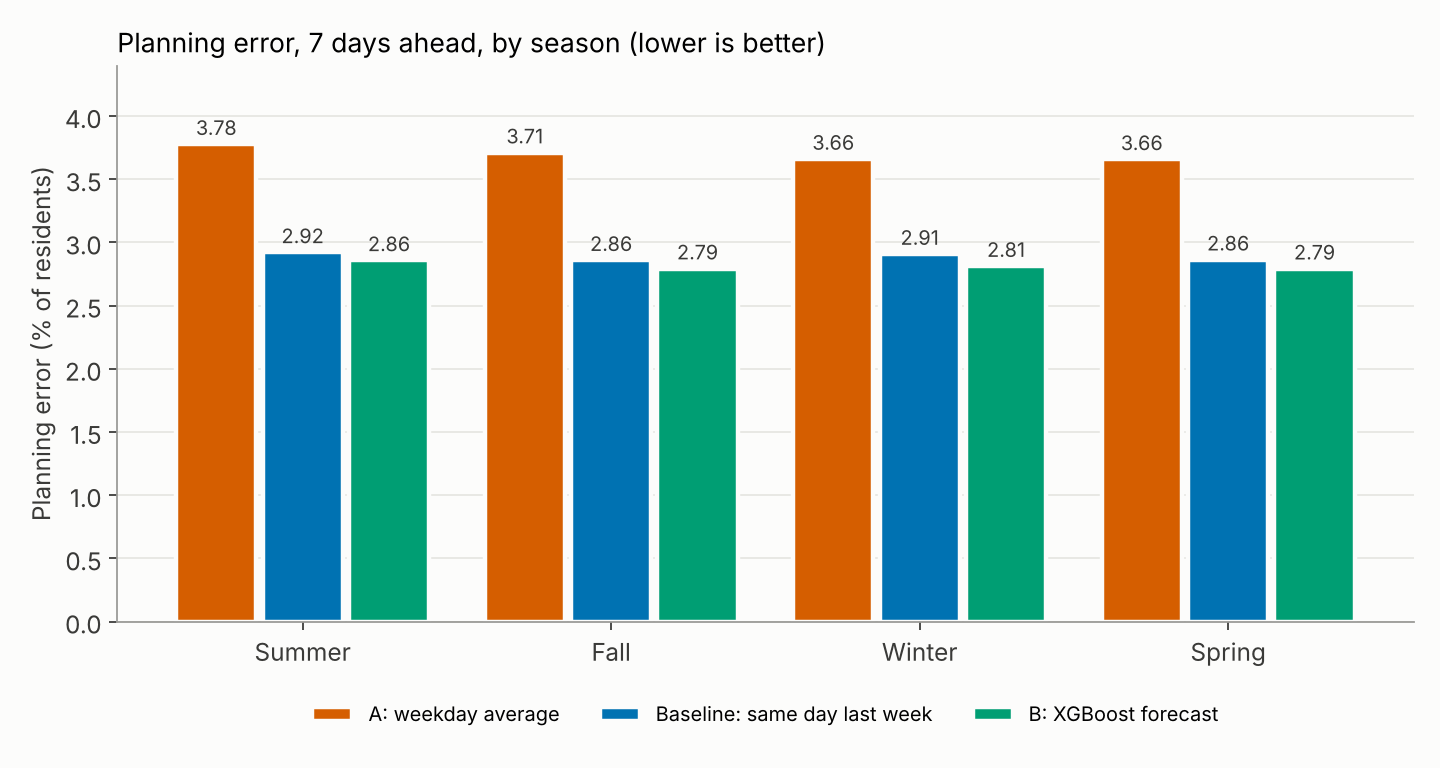 Planning error, 7 days ahead, by season (lower is better)
Planning error (% of residents)
4.0
3.5
3.0
2.5
2.0
1.5
1.0
0.5
0.0
3.78
2.92
2.86
3.71
2.86
2.79
3.66
2.91
2.81
3.66
2.86
2.79
Summer
Fall
Winter
Spring
A: weekday average
Baseline: same day last week
B: XGBoost forecast